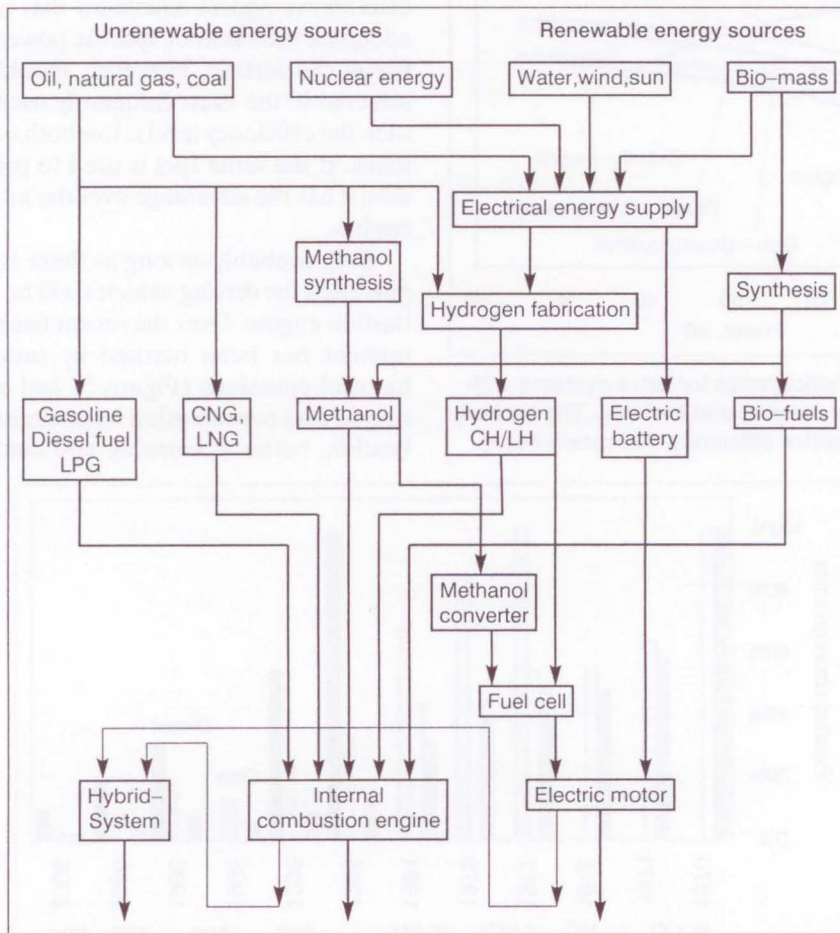 Unrenewable energy sources
Renewable energy sources
Oil, natural gas, coal
Nuclear energy
Water,wind,sun
Bio–mass
Electrical energy supply
Methanol
synthesis
Synthesis
Hydrogen fabrication
Gasoline
Diesel fuel
LPG
CNG,
LNG
Methanol
Hydrogen
CH/LH
Electric
battery
Bio–fuels
Methanol
converter
Fuel cell
Hybrid–
System
Internal
combustion engine
Electric motor